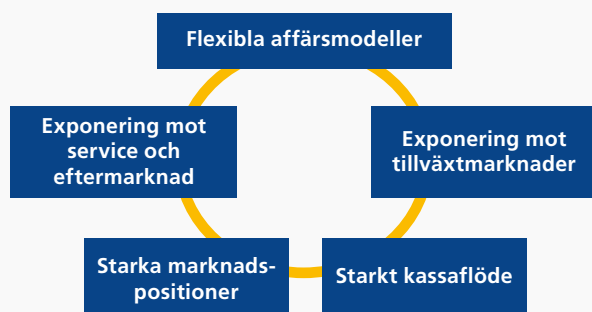 Flexibla affärsmodeller
Exponering mot
service och
eftermarknad
Exponering mot
tillväxtmarknader
Starka marknads-
positioner
Starkt kassaflöde